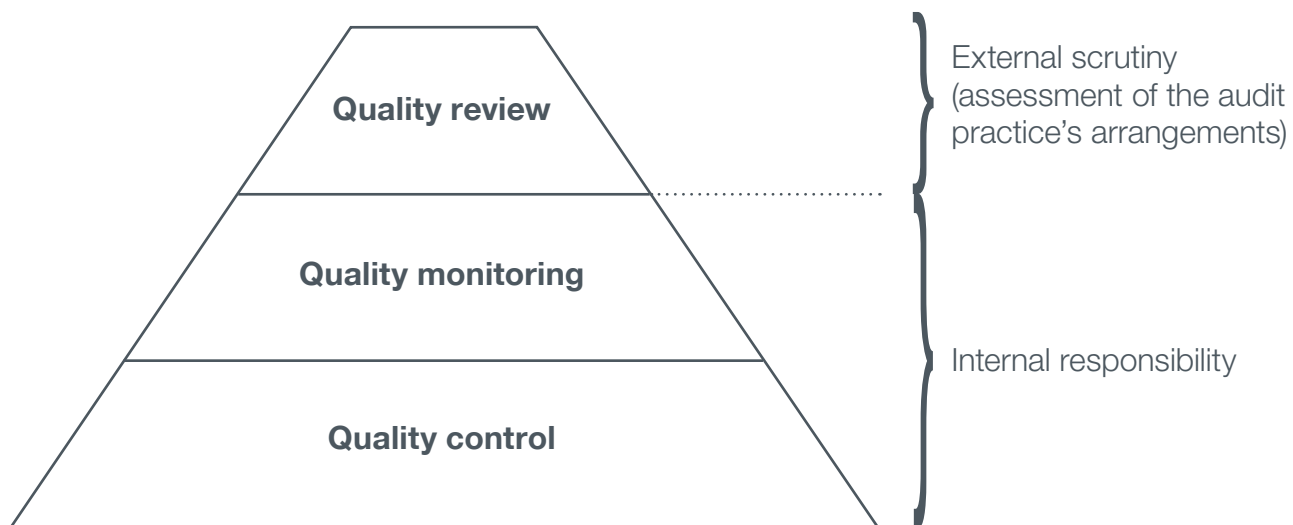 Quality review
External scrutiny
(assessment of the audit
practice’s arrangements)
Quality monitoring
Internal responsibility
Quality control